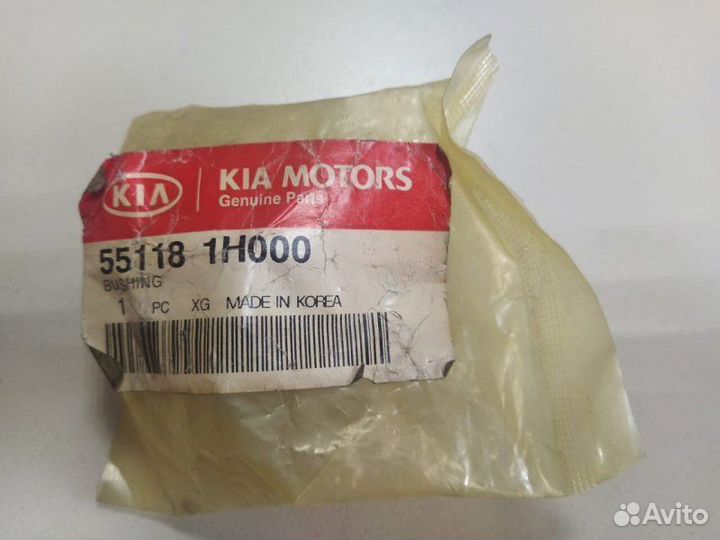 KIA
KIA MOTORS
Genuine Parts
55118 1H000
BUSHING
1 PC XG MADE IN KOREA
Avito